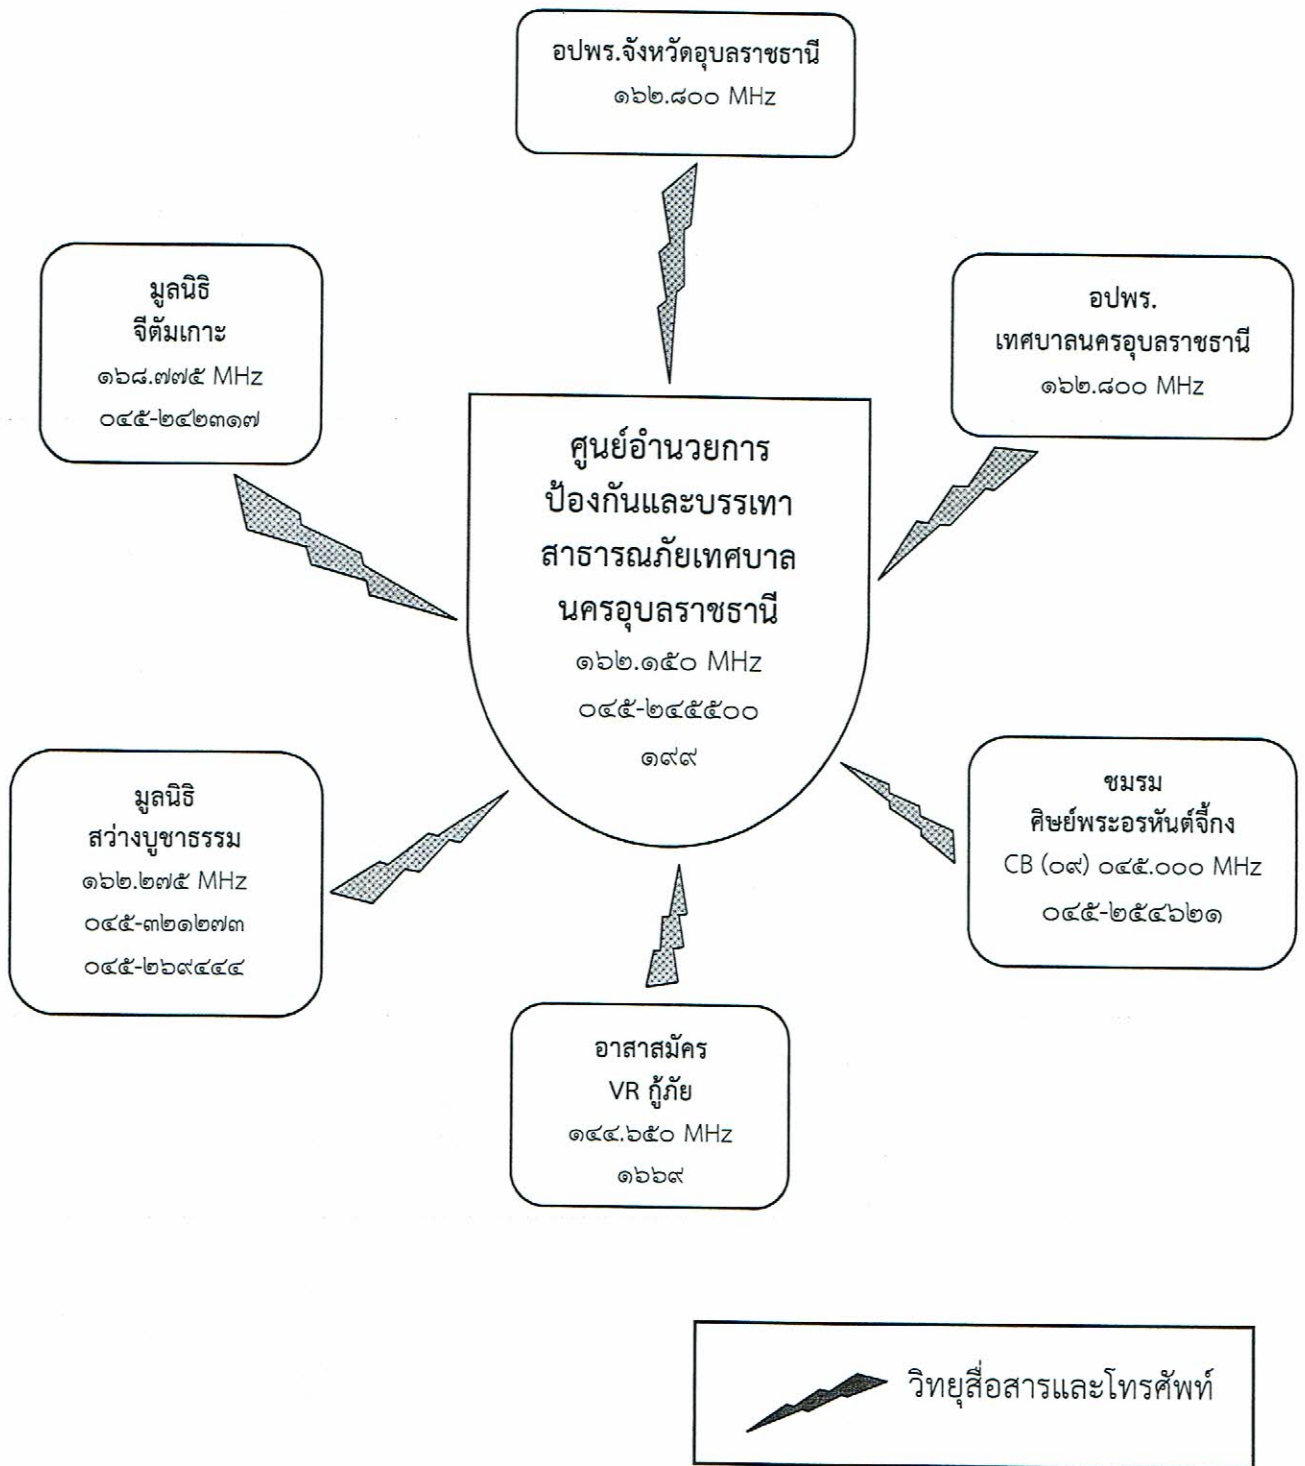 อปพร.จังหวัดอุบลราชธานี
๑๖๒.๘๐๐ MHz
มูลนิธิ
จีตัมเกาะ
๑๖๘.๗๗๕ MHz
๐๔๕-๒๔๒๓๑๗
อปพร.
เทศบาลนครอุบลราชธานี
๑๖๒.๘๐๐ MHz
ศูนย์อำนวยการ
ป้องกันและบรรเทา
สาธารณภัยเทศบาล
นครอุบลราชธานี
๑๖๒.๑๕๐ MHz
๐๔๕-๒๔๕๕๐๐
๑๙๙
มูลนิธิ
สว่างบูชาธรรม
๑๖๒.๒๗๕ MHz
๐๔๕-๓๒๑๒๗๓
๐๔๕-๒๖๙๔๔๔
ชมรม
ศิษย์พระอรหันต์จี้กง
CB (๐๙) ๐๔๕.๐๐๐ MHz
๐๔๕-๒๕๔๖๒๑
อาสาสมัคร
VR กู้ภัย
๑๔๔.๖๕๐ MHz
๑๖๖๙
วิทยุสื่อสารและโทรศัพท์